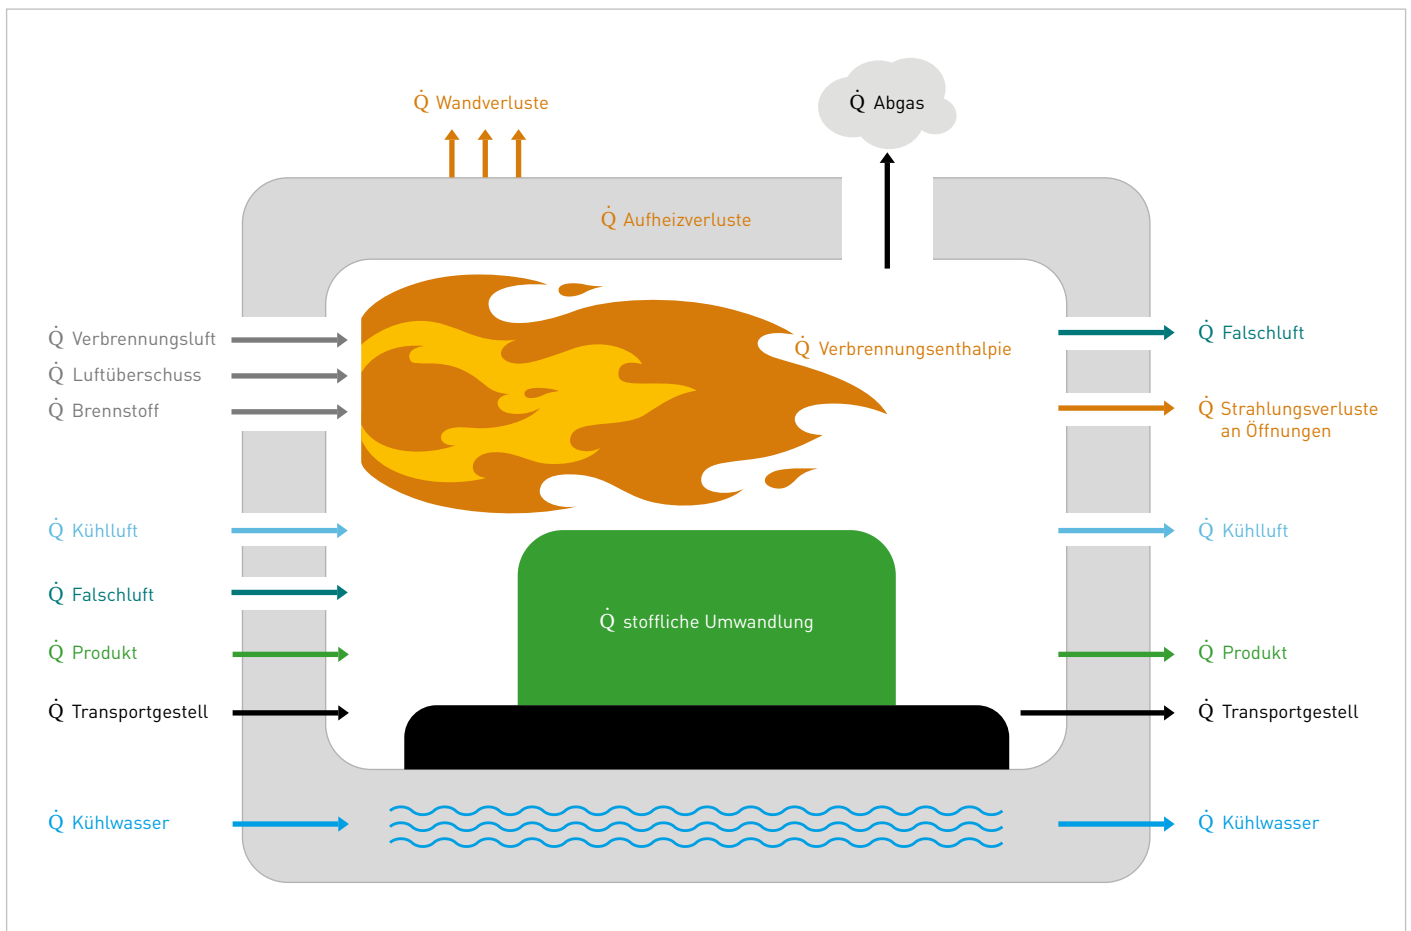 Q̇ Wandverluste
Q̇ Abgas
Q̇ Aufheizverluste
Q̇ Verbrennungsluft
Q̇ Luftüberschuss
Q̇ Brennstoff
Q̇ Verbrennungsenthalpie
Q̇ Falschluft
Q̇ Strahlungsverluste
an Öffnungen
Q̇ Kühlluft
Q̇ Kühlluft
Q̇ Falschluft
Q̇ stoffliche Umwandlung
Q̇ Produkt
Q̇ Produkt
Q̇ Transportgestell
Q̇ Transportgestell
Q̇ Kühlwasser
Q̇ Kühlwasser